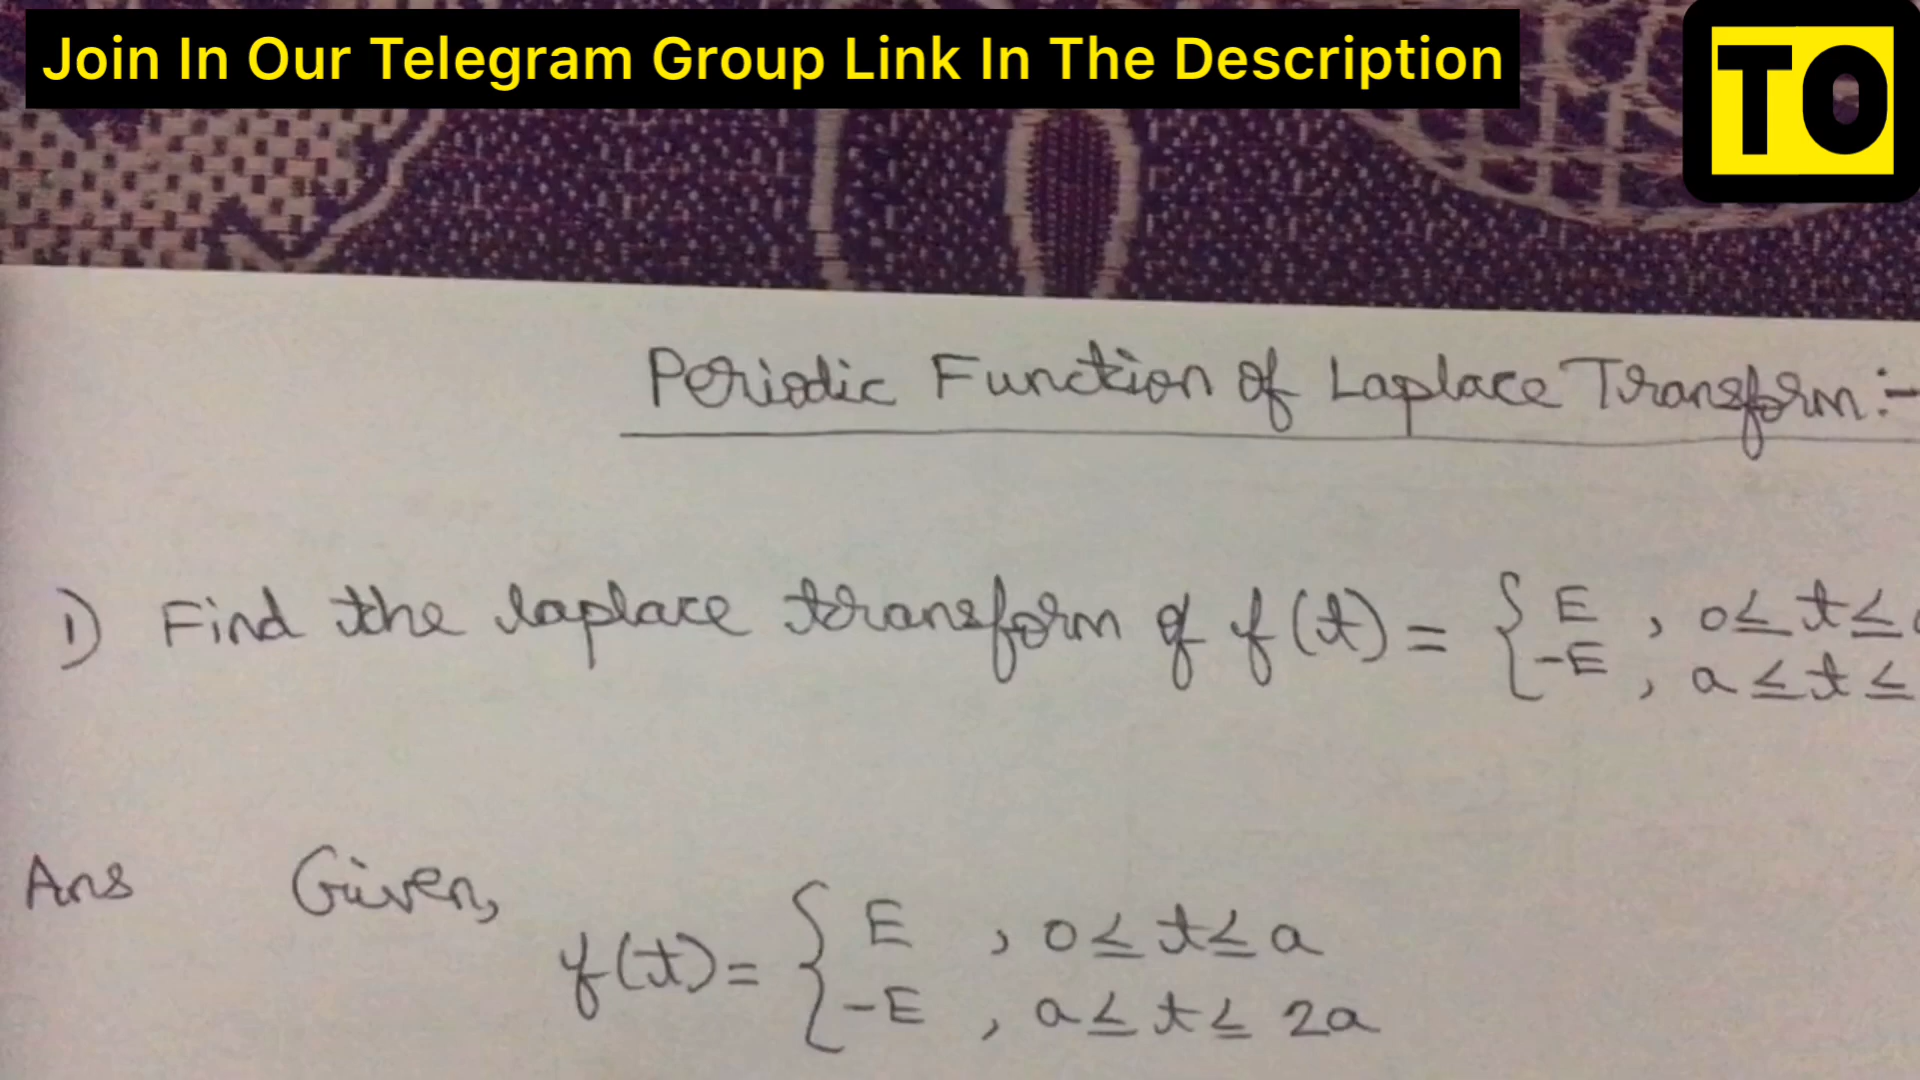 Join In Our Telegram Group Link In The Description
TO
Periodic Function of Laplace Transform:-
1) Find the laplace transform of f(t) = { E , 0 ≤ t ≤
-E , a ≤ t ≤
Ans Given,
f(t) = { E , 0 ≤ t ≤ a
-E , a ≤ t ≤ 2a